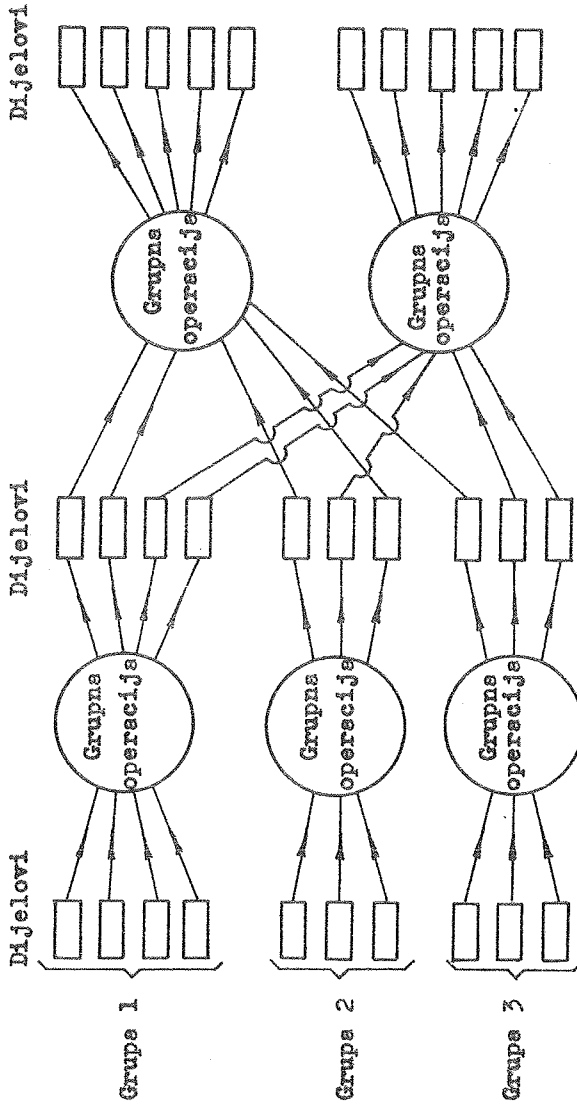 Dijelovi
Dijelovi
Dijelovi
Grupa 1
Grupna
operacija
Grupna
operacija
Grupa 2
Grupna
operacija
Grupna
operacija
Grupa 3
Grupna
operacija